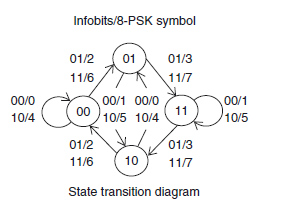 Infobits/8-PSK symbol
01/2 01 01/3
11/6 11/7
00/0 00/1 00/0 00/1
10/4 00 10/5 10/4 11 10/5
01/2 01/3
11/6 10 11/7
State transition diagram